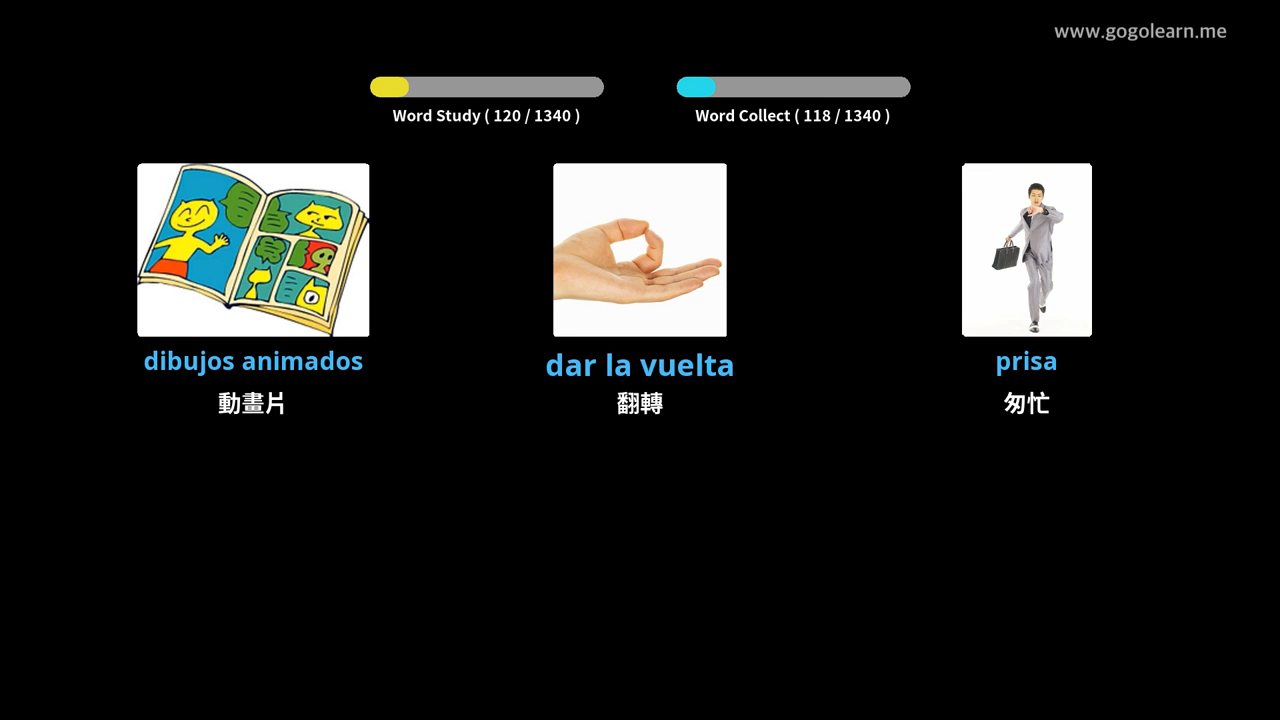 www.gogolearn.me
Word Study ( 120 / 1340 )
Word Collect ( 118 / 1340 )
dibujos animados
動畫片
dar la vuelta
翻轉
prisa
匆忙